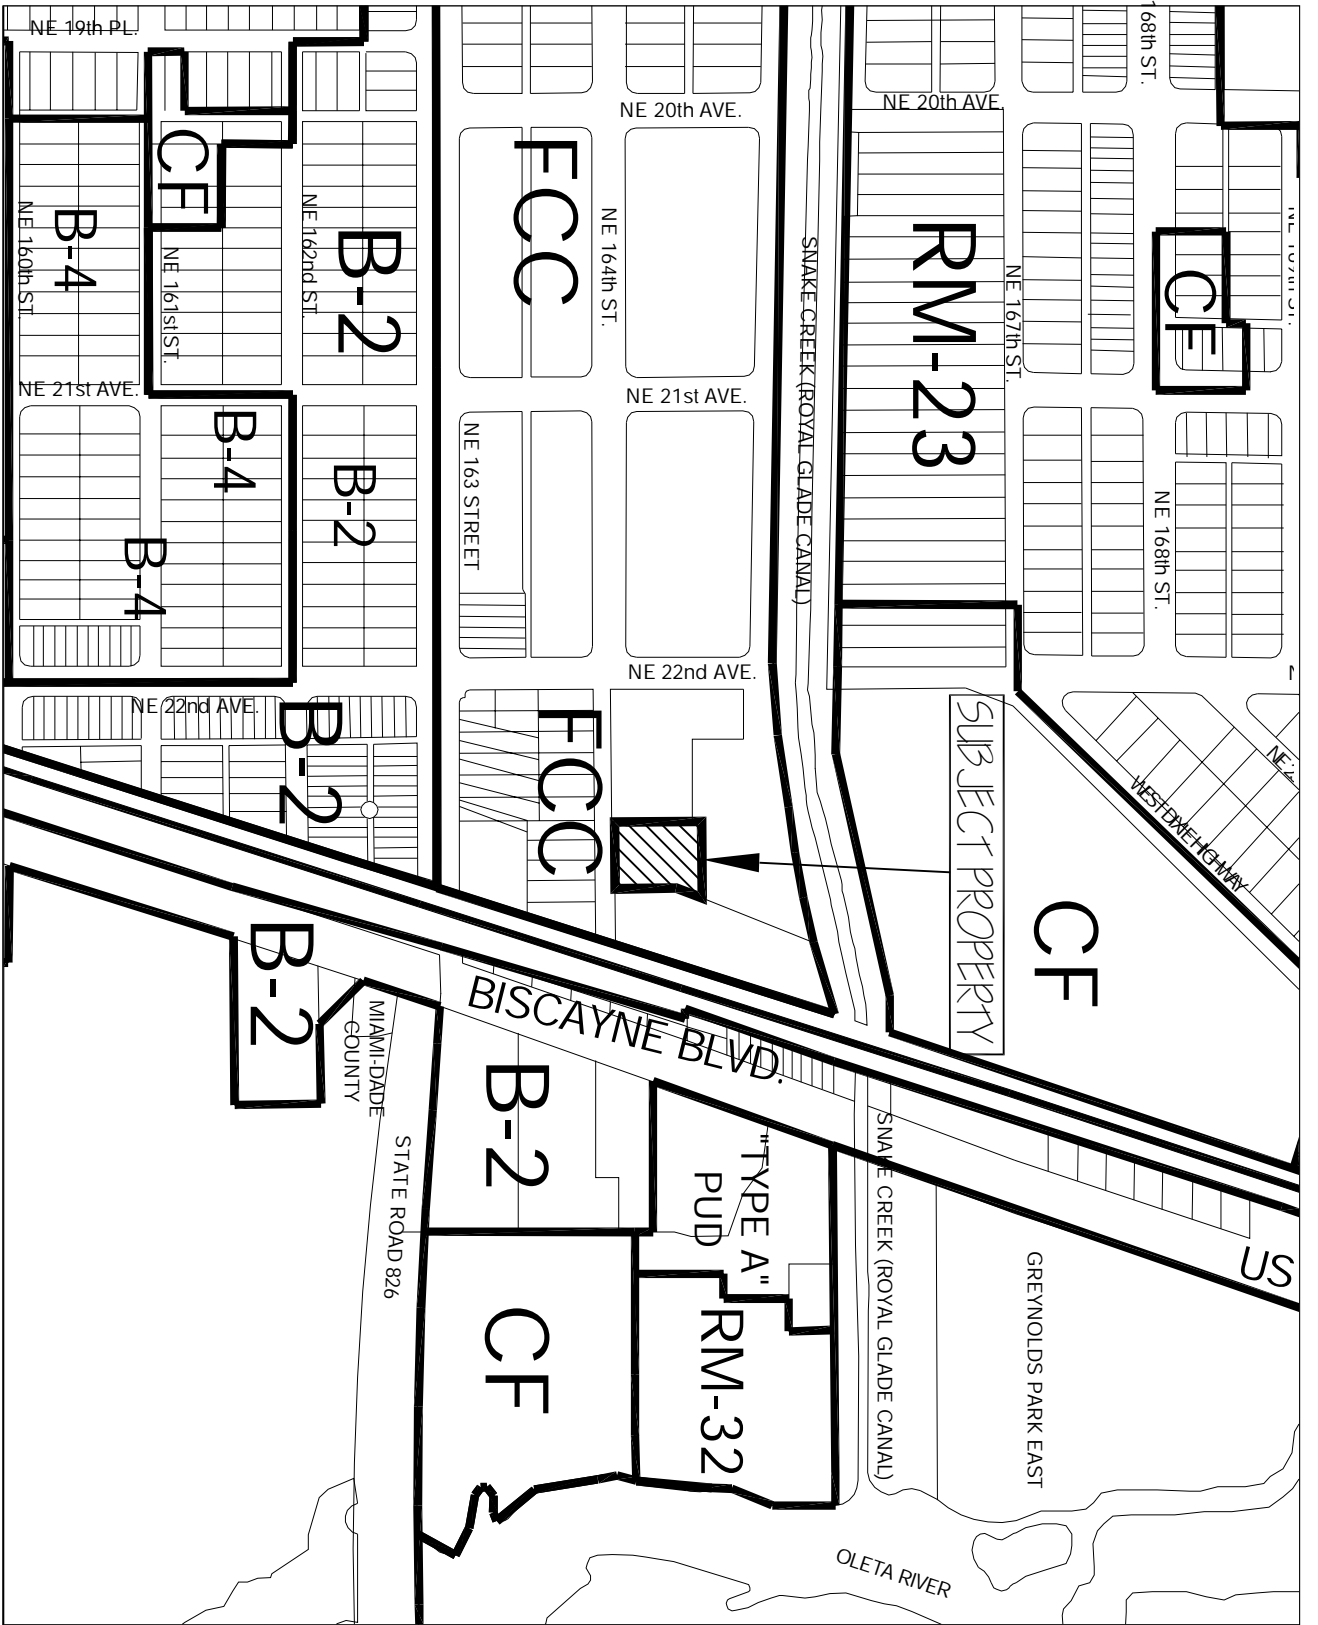 NE 19th PL.
168th ST.
NE 20th AVE.
NE 20th AVE.
CF
FCC
B-4
NE 160th ST.
NE 161st ST.
NE 162nd ST.
B-2
NE 164th ST.
SNAKE CREEK (ROYAL GLADE CANAL)
RM-23
NE 167th ST.
CF
NE 21st AVE.
NE 21st AVE.
B-4
B-2
NE 163 STREET
NE 168th ST.
B-4
NE 22nd AVE.
NE 22nd AVE.
B-2
FCC
SUBJECT PROPERTY
WEST DIXIE HIGHWAY
CF
B-2
BISCAYNE BLVD.
MIAMI-DADE
COUNTY
B-2
STATE ROAD 826
"TYPE A"
PUD
SNAKE CREEK (ROYAL GLADE CANAL)
US
GREYNOLDS PARK EAST
CF
RM-32
OLETA RIVER